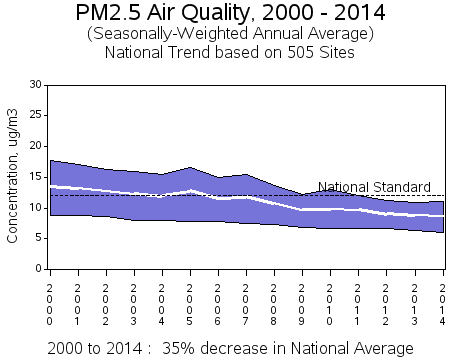 PM2.5 Air Quality, 2000 - 2014
(Seasonally-Weighted Annual Average)
National Trend based on 505 Sites
Concentration, ug/m3
30
25
20
15
10
5
0
National Standard
2000 2001 2002 2003 2004 2005 2006 2007 2008 2009 2010 2011 2012 2013 2014
2000 to 2014 : 35% decrease in National Average